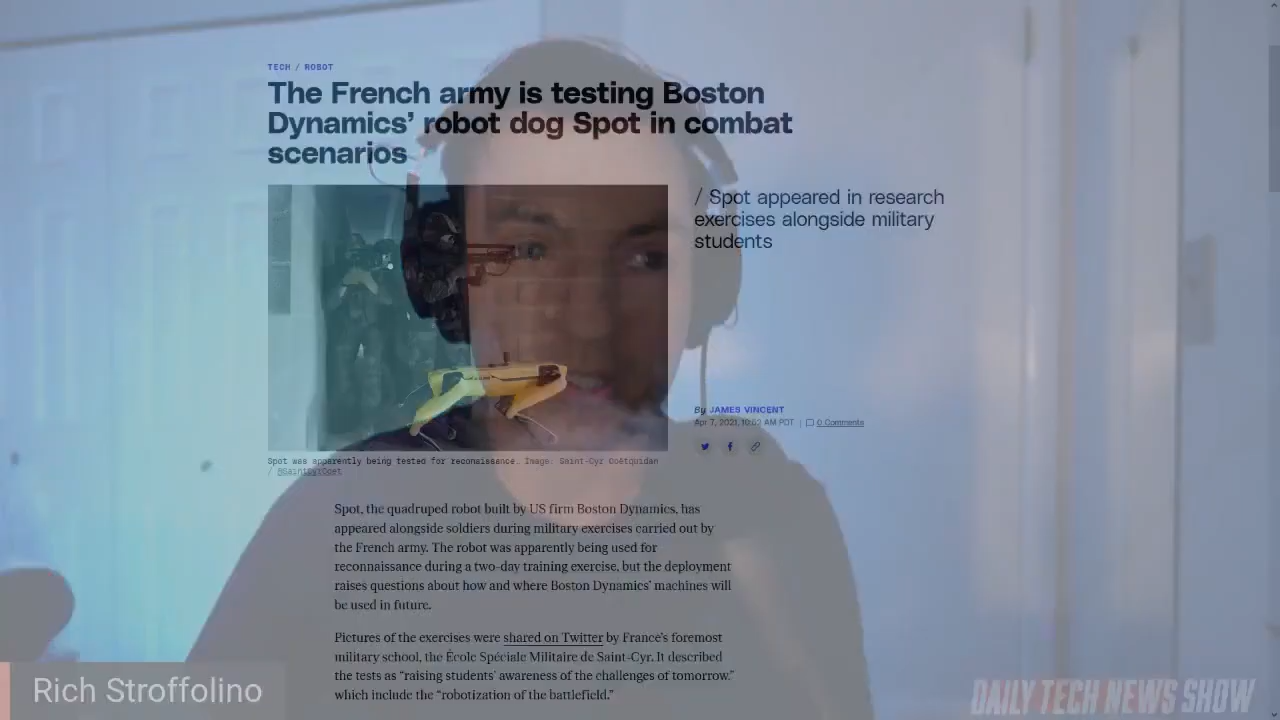 TECH / ROBOT
The French army is testing Boston
Dynamics’ robot dog Spot in combat
scenarios
/ Spot appeared in research
exercises alongside military
students
By JAMES VINCENT
Apr 7, 2021, 10:02 AM PDT | 0 Comments
Spot was apparently being tested for reconaissance. Image: Saint-Cyr Coëtquidan
/ @SaintCyrCoet
Spot, the quadruped robot built by US firm Boston Dynamics, has
appeared alongside soldiers during military exercises carried out by
the French army. The robot was apparently being used for
reconnaissance during a two-day training exercise, but the deployment
raises questions about how and where Boston Dynamics’ machines will
be used in future.
Pictures of the exercises were shared on Twitter by France’s foremost
military school, the École Spéciale Militaire de Saint-Cyr. It described
the tests as “raising students’ awareness of the challenges of tomorrow,”
which include the “robotization of the battlefield.”
Rich Stroffolino
DAILY TECH NEWS SHOW